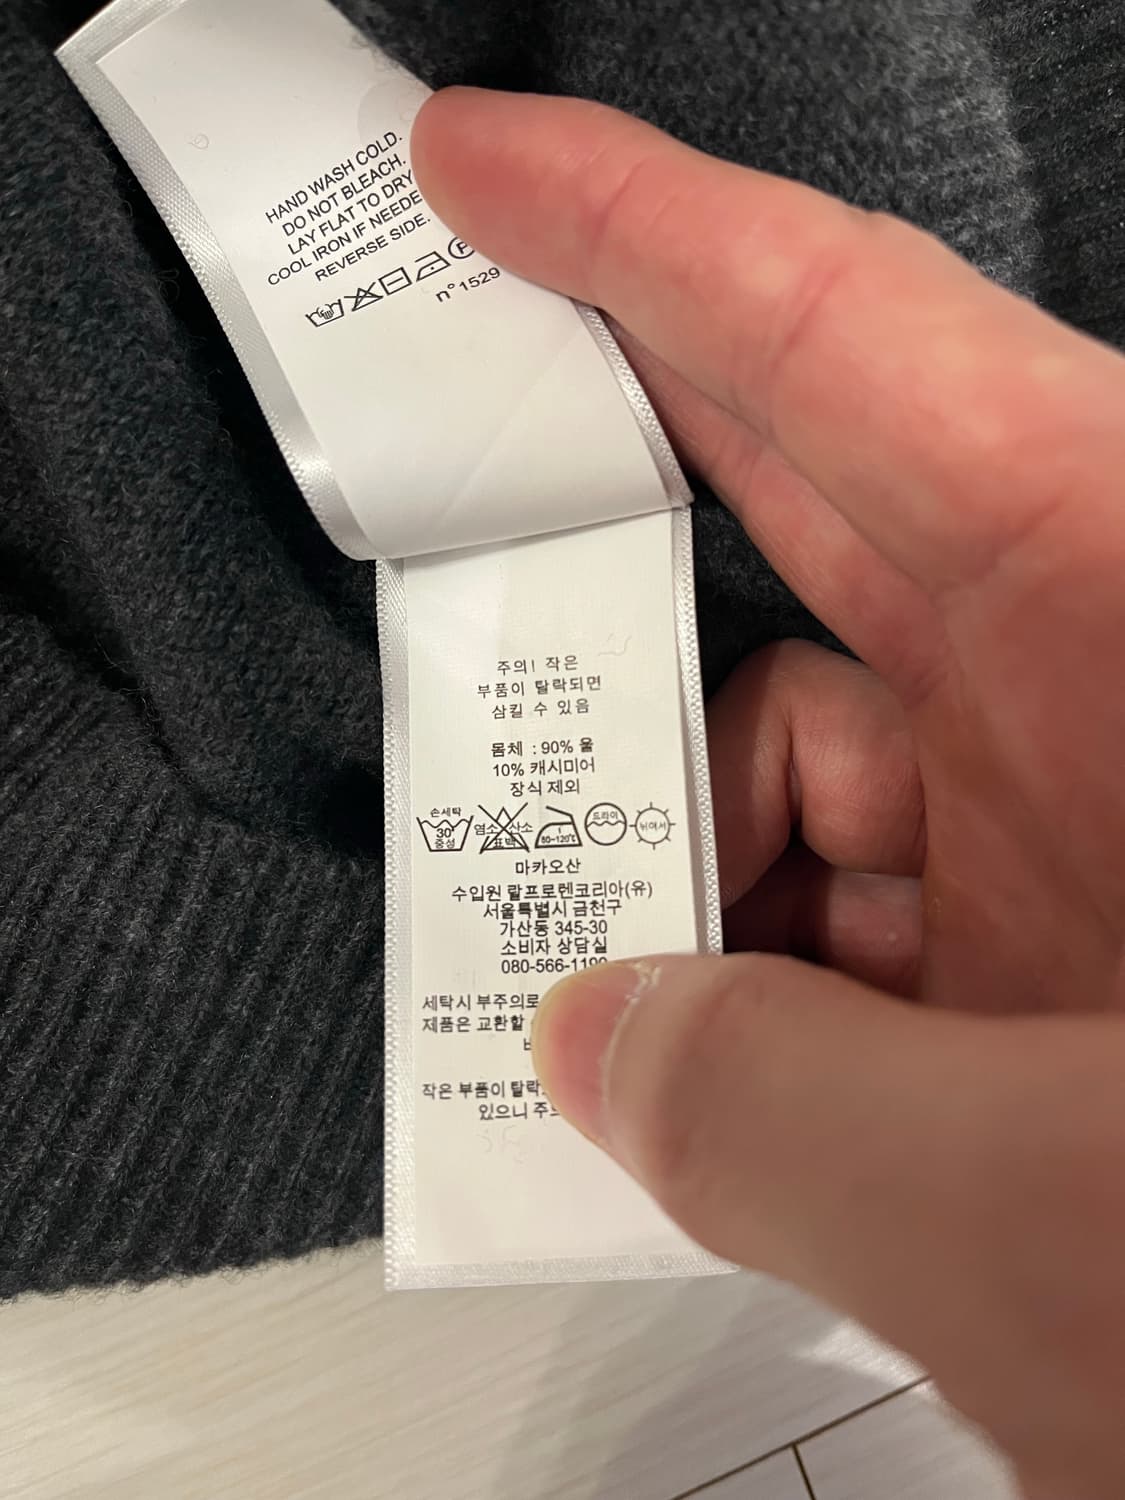 HAND WASH COLD.
DO NOT BLEACH.
LAY FLAT TO DRY
COOL IRON IF NEEDE
REVERSE SIDE.
P
n°1529
주의! 작은
부품이 탈락되면
삼킬 수 있음
몸체 : 90% 울
10% 캐시미어
장식 제외
손세탁 30° 중성 염소 산소 표백 1 80~120℃ 드라이 뉘여서
마카오산
수입원 랄프로렌코리아(유)
서울특별시 금천구
가산동 345-30
소비자 상담실
080-566-1190
세탁시 부주의로
제품은 교환할
작은 부품이 탈락
있으니 주의